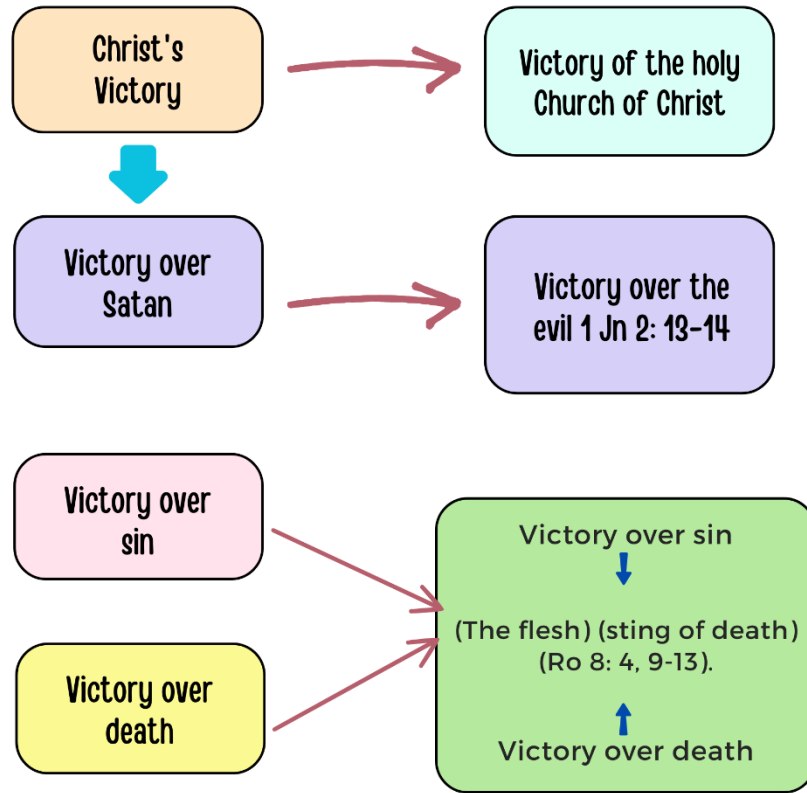 Christ's
Victory
Victory of the holy
Church of Christ
Victory over
Satan
Victory over the
evil 1 Jn 2: 13-14
Victory over
sin
Victory over
death
Victory over sin
(The flesh) (sting of death)
(Ro 8: 4, 9-13).
Victory over death